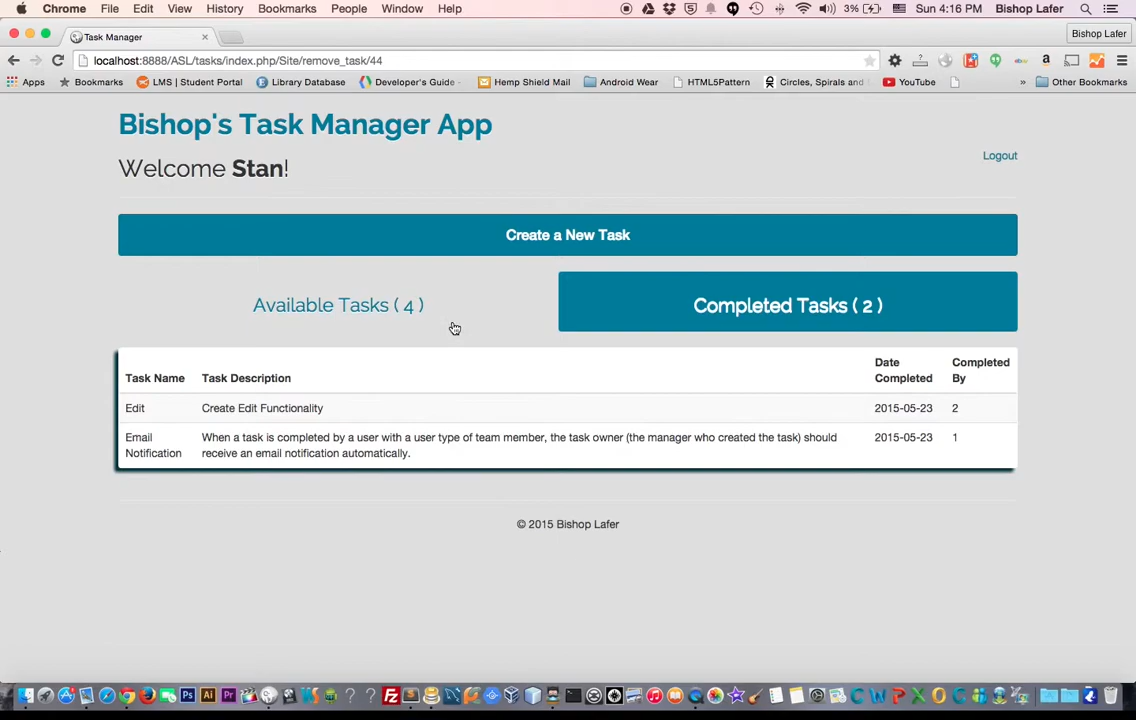 Chrome File Edit View History Bookmarks People Window Help 3% Sun 4:16 PM Bishop Lafer
Task Manager Bishop Lafer
localhost:8888/ASL/tasks/index.php/Site/remove_task/44
Apps Bookmarks LMS | Student Portal Library Database Developer's Guide - Hemp Shield Mail Android Wear HTML5Pattern Circles, Spirals and YouTube » Other Bookmarks
Bishop's Task Manager App
Welcome Stan!
Logout
Create a New Task
Available Tasks ( 4 )
Completed Tasks ( 2 )
Task Name Task Description Date Completed Completed By
Edit Create Edit Functionality 2015-05-23 2
Email When a task is completed by a user with a user type of team member, the task owner (the manager who created the task) should 2015-05-23 1
Notification receive an email notification automatically.
© 2015 Bishop Lafer